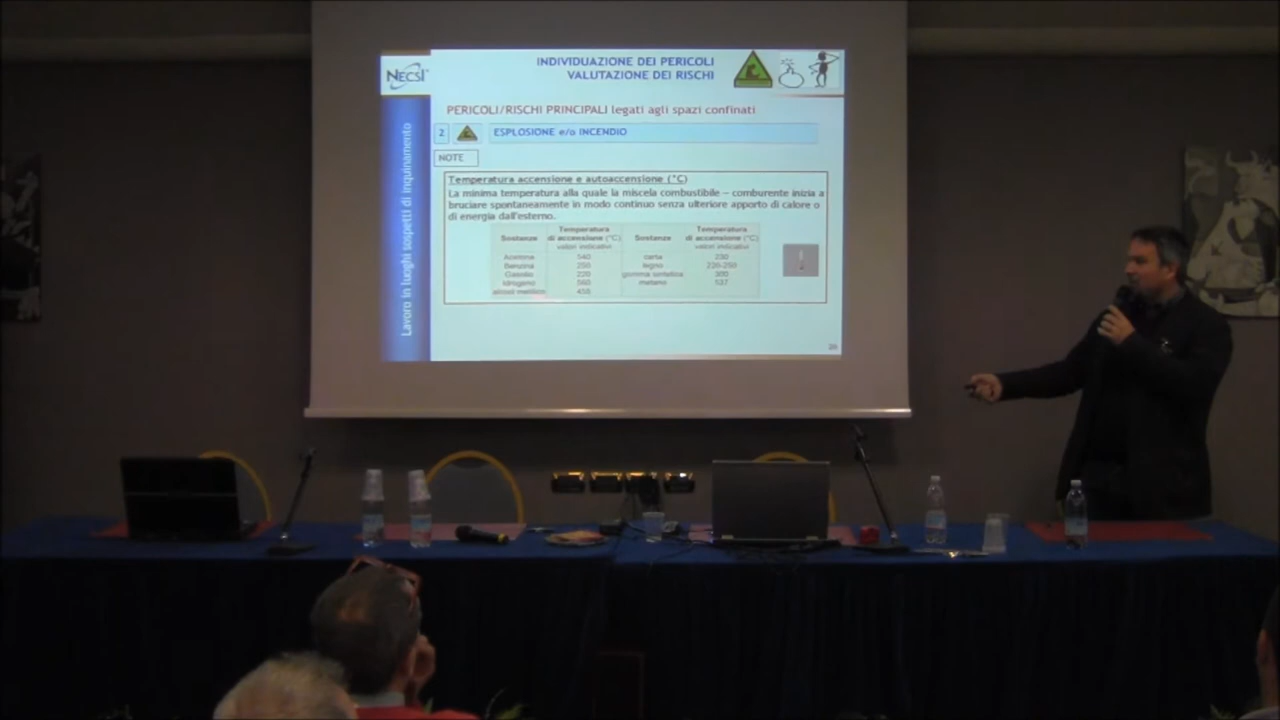 INDIVIDUAZIONE DEI PERICOLI
VALUTAZIONE DEI RISCHI
NECSI
Lavoro in luoghi sospetti di inquinamento
PERICOLI/RISCHI PRINCIPALI legati agli spazi confinati
2
ESPLOSIONE e/o INCENDIO
NOTE
Temperatura accensione e autoaccensione (°C)
La minima temperatura alla quale la miscela combustibile – comburente inizia a
bruciare spontaneamente in modo continuo senza ulteriore apporto di calore o
di energia dall'esterno.
Sostanze Temperatura di accensione (°C) valori indicativi Sostanze Temperatura di accensione (°C) valori indicativi
Acetone 540 carta 230
Benzina 250 legno 220-250
Gasolio 220 gomma sintetica 300
Idrogeno 560 metano 537
alcool metilico